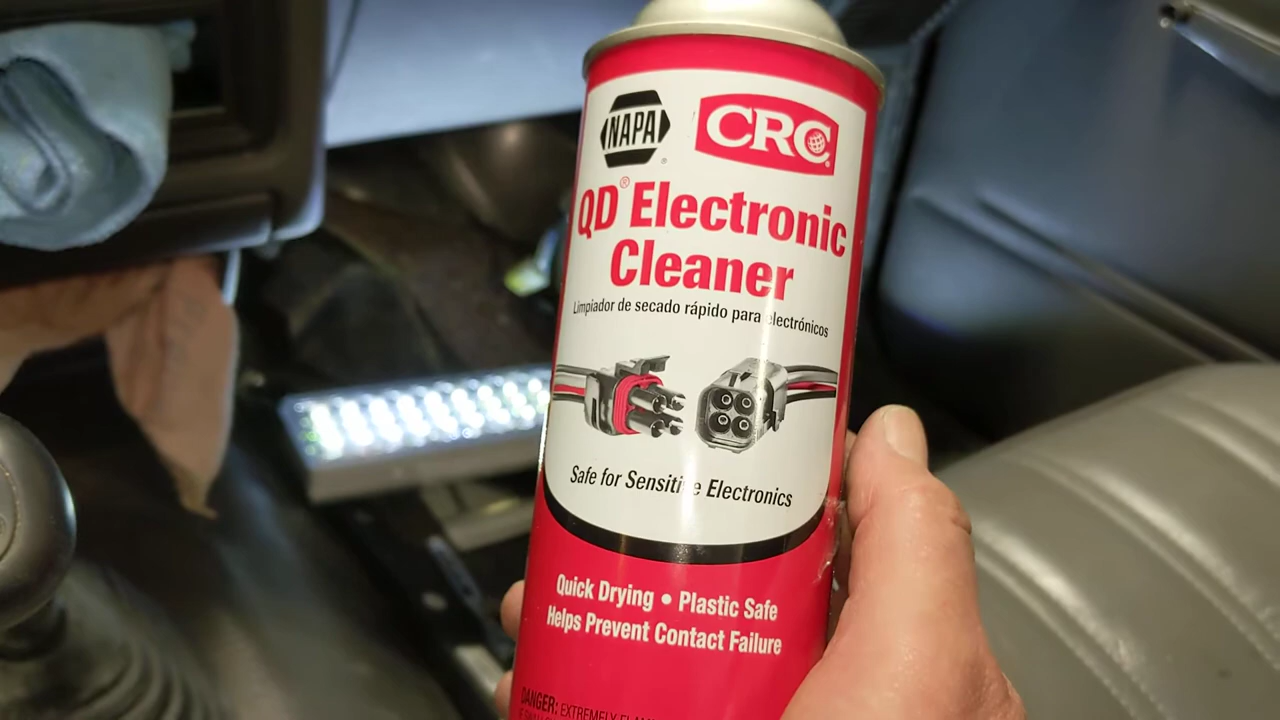 NAPA
CRC
QD® Electronic
Cleaner
Limpiador de secado rápido para electrónicos
Safe for Sensitive Electronics
Quick Drying • Plastic Safe
Helps Prevent Contact Failure
DANGER: EXTREMELY